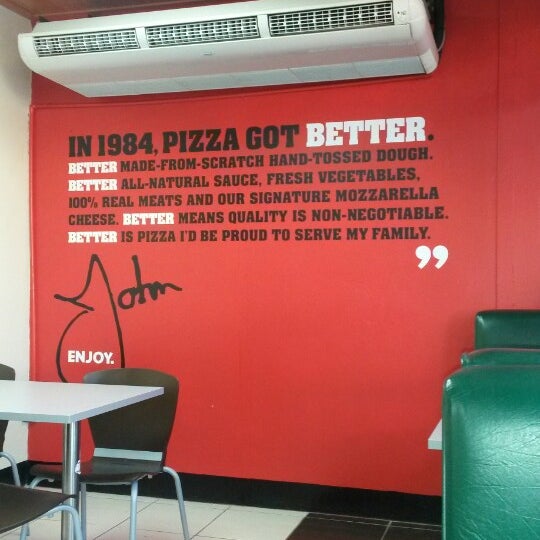 IN 1984, PIZZA GOT BETTER.
BETTER MADE-FROM-SCRATCH HAND-TOSSED DOUGH.
BETTER ALL-NATURAL SAUCE, FRESH VEGETABLES,
100% REAL MEATS AND OUR SIGNATURE MOZZARELLA
CHEESE. BETTER MEANS QUALITY IS NON-NEGOTIABLE.
BETTER IS PIZZA I'D BE PROUD TO SERVE MY FAMILY.
”
John
ENJOY.